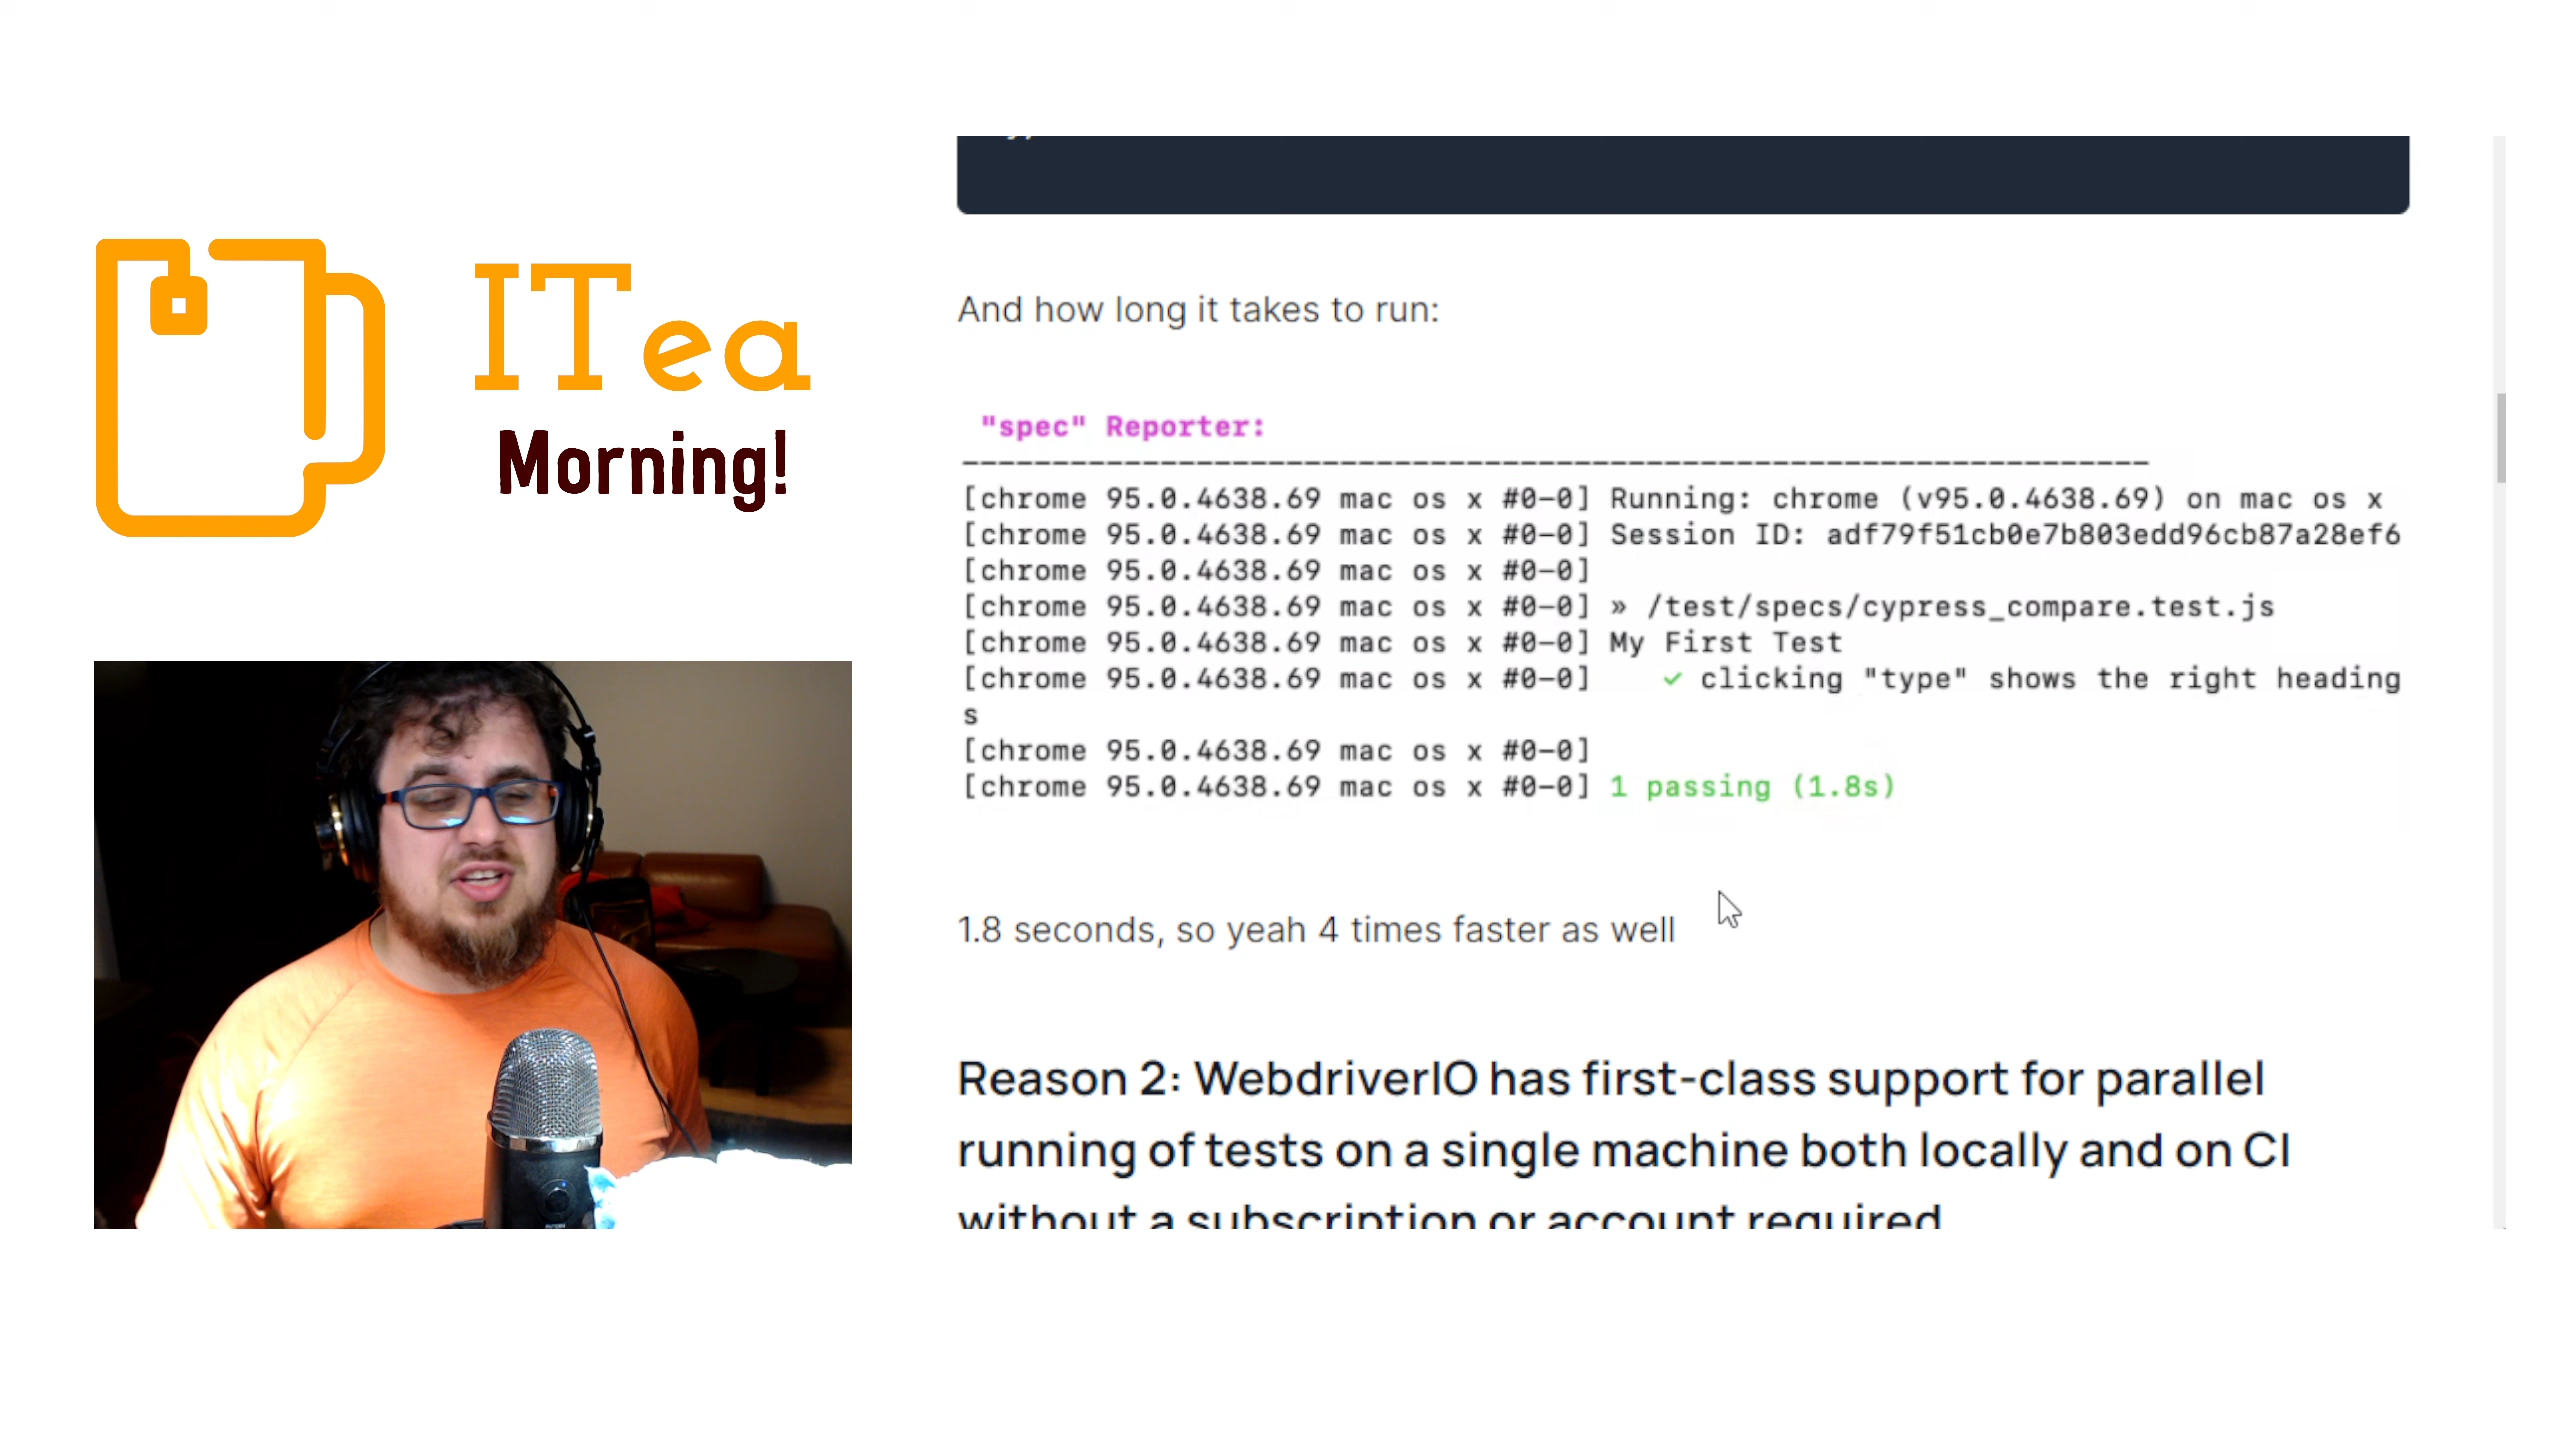 ITea
Morning!
And how long it takes to run:
"spec" Reporter:
------------------------------------------------------------------
[chrome 95.0.4638.69 mac os x #0-0] Running: chrome (v95.0.4638.69) on mac os x
[chrome 95.0.4638.69 mac os x #0-0] Session ID: adf79f51cb0e7b803edd96cb87a28ef6
[chrome 95.0.4638.69 mac os x #0-0]
[chrome 95.0.4638.69 mac os x #0-0] » /test/specs/cypress_compare.test.js
[chrome 95.0.4638.69 mac os x #0-0] My First Test
[chrome 95.0.4638.69 mac os x #0-0] ✓ clicking "type" shows the right heading
s
[chrome 95.0.4638.69 mac os x #0-0]
[chrome 95.0.4638.69 mac os x #0-0] 1 passing (1.8s)
1.8 seconds, so yeah 4 times faster as well
Reason 2: WebdriverIO has first-class support for parallel
running of tests on a single machine both locally and on CI
without a subscription or account required